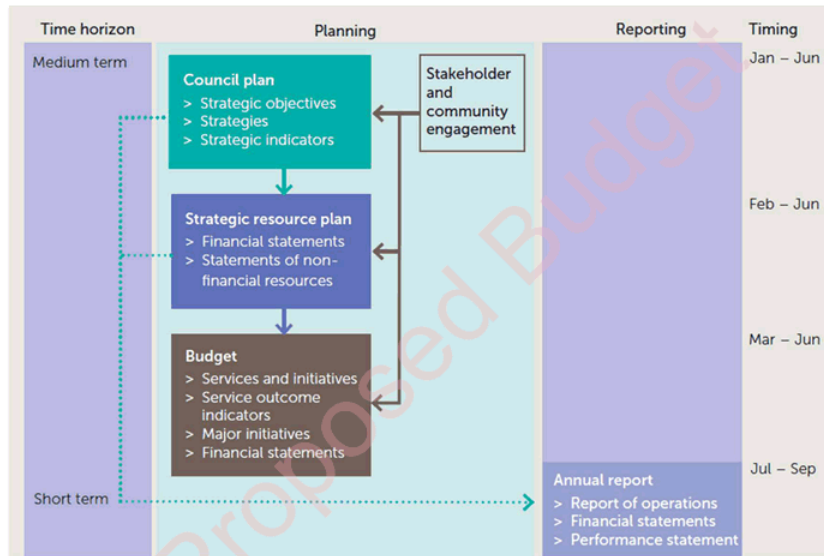 Time horizon
Planning
Reporting
Timing
Medium term
Jan – Jun
Council plan
> Strategic objectives
> Strategies
> Strategic indicators
Stakeholder
and
community
engagement
Feb – Jun
Strategic resource plan
> Financial statements
> Statements of non-
financial resources
Mar – Jun
Budget
> Services and initiatives
> Service outcome
indicators
> Major initiatives
> Financial statements
Jul – Sep
Short term
Annual report
> Report of operations
> Financial statements
> Performance statement
Proposed Budget